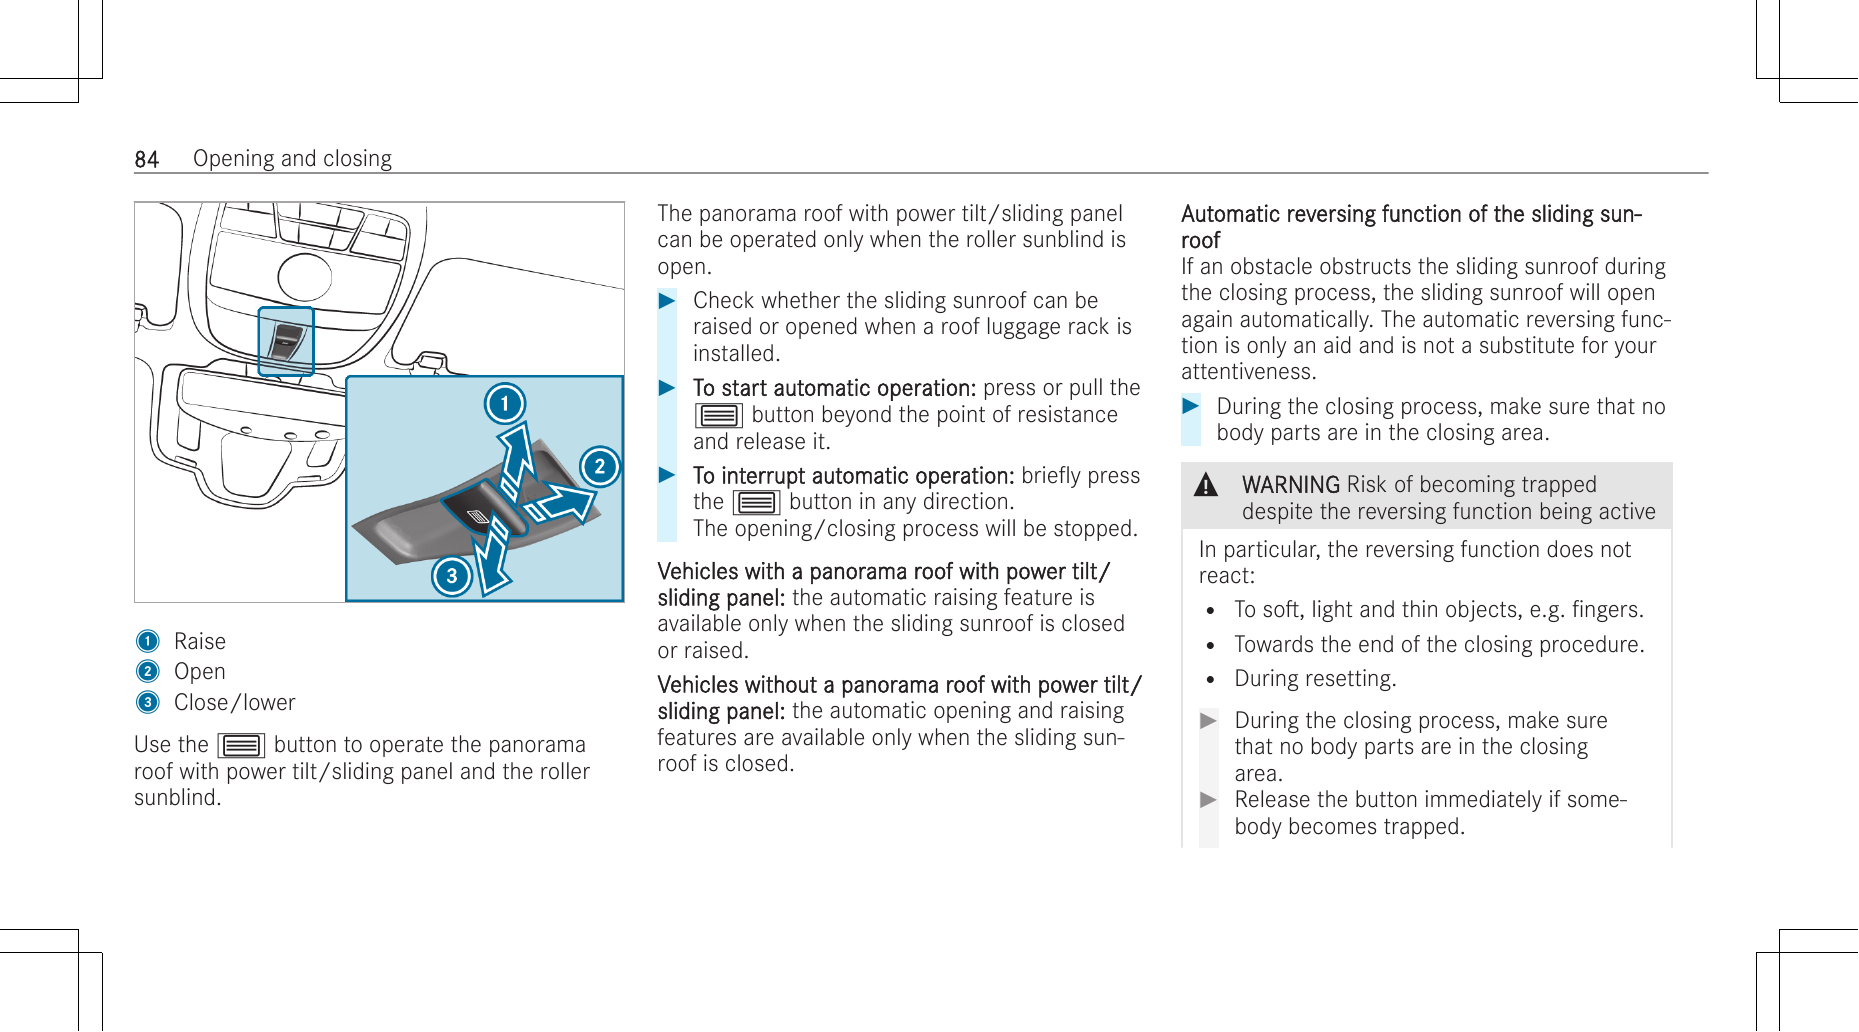 84 Opening and closing
1
2
3
1 Raise
2 Open
3 Close/lower
Use the button to operate the panorama
roof with power tilt/sliding panel and the roller
sunblind.
The panorama roof with power tilt/sliding panel
can be operated only when the roller sunblind is
open.
Check whether the sliding sunroof can be
raised or opened when a roof luggage rack is
installed.
To start automatic operation: press or pull the
button beyond the point of resistance
and release it.
To interrupt automatic operation: briefly press
the button in any direction.
The opening/closing process will be stopped.
Vehicles with a panorama roof with power tilt/
sliding panel: the automatic raising feature is
available only when the sliding sunroof is closed
or raised.
Vehicles without a panorama roof with power tilt/
sliding panel: the automatic opening and raising
features are available only when the sliding sun-
roof is closed.
Automatic reversing function of the sliding sun-
roof
If an obstacle obstructs the sliding sunroof during
the closing process, the sliding sunroof will open
again automatically. The automatic reversing func-
tion is only an aid and is not a substitute for your
attentiveness.
During the closing process, make sure that no
body parts are in the closing area.
WARNING Risk of becoming trapped
despite the reversing function being active
In particular, the reversing function does not
react:
• To soft, light and thin objects, e.g. fingers.
• Towards the end of the closing procedure.
• During resetting.
During the closing process, make sure
that no body parts are in the closing
area.
Release the button immediately if some-
body becomes trapped.